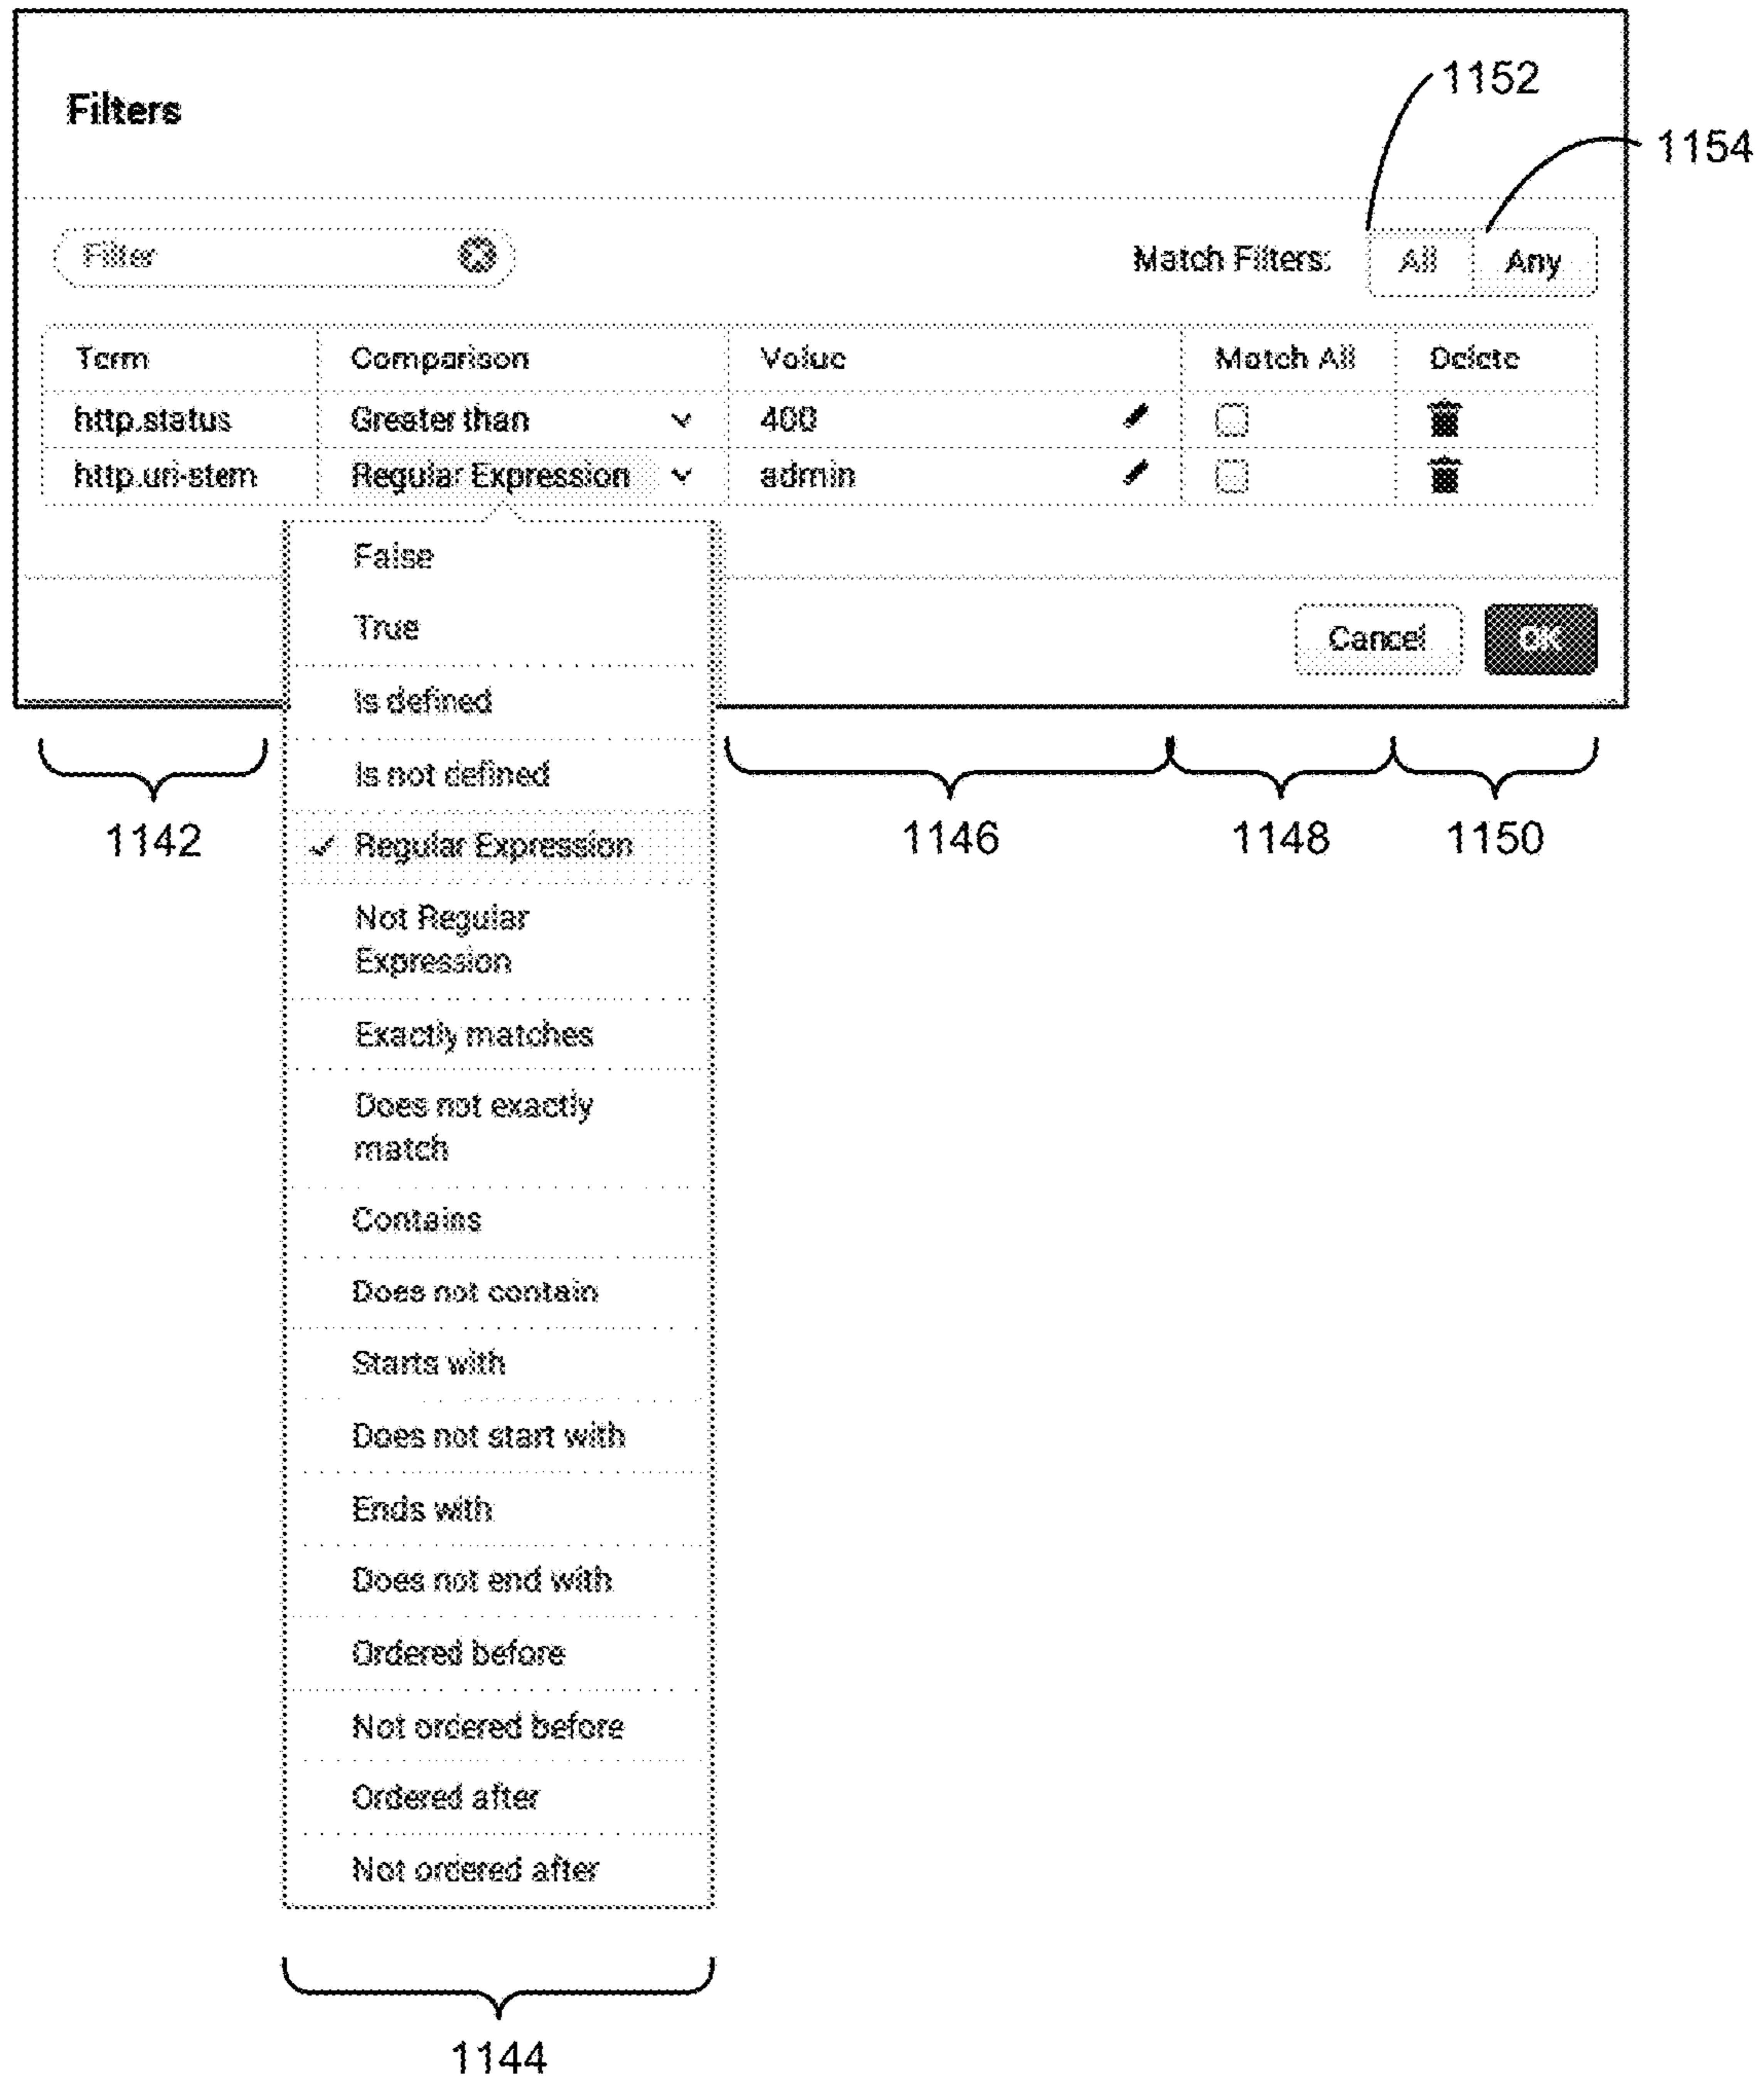 1152
Filters
1154
Filter
Match Filters: All Any
Term Comparison Value Match All Delete
http.status Greater than 400
http.uri-stem Regular Expression admin
False
True
Cancel OK
Is defined
Is not defined
1142 1146 1148 1150
Regular Expression
Not Regular
Expression
Exactly matches
Does not exactly
match
Contains
Does not contain
Starts with
Does not start with
Ends with
Does not end with
Ordered before
Not ordered before
Ordered after
Not ordered after
1144